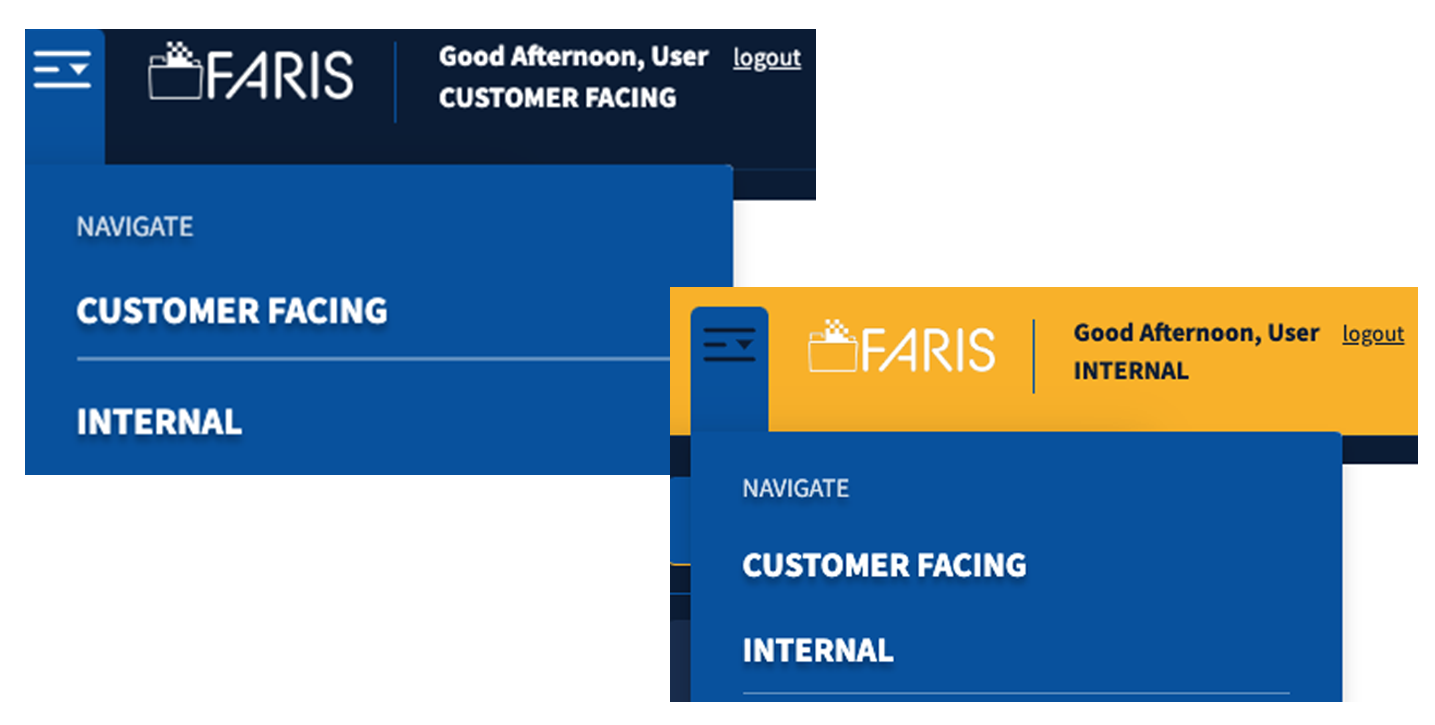 FARIS
Good Afternoon, User logout
CUSTOMER FACING
NAVIGATE
CUSTOMER FACING
INTERNAL
FARIS
Good Afternoon, User logout
INTERNAL
NAVIGATE
CUSTOMER FACING
INTERNAL